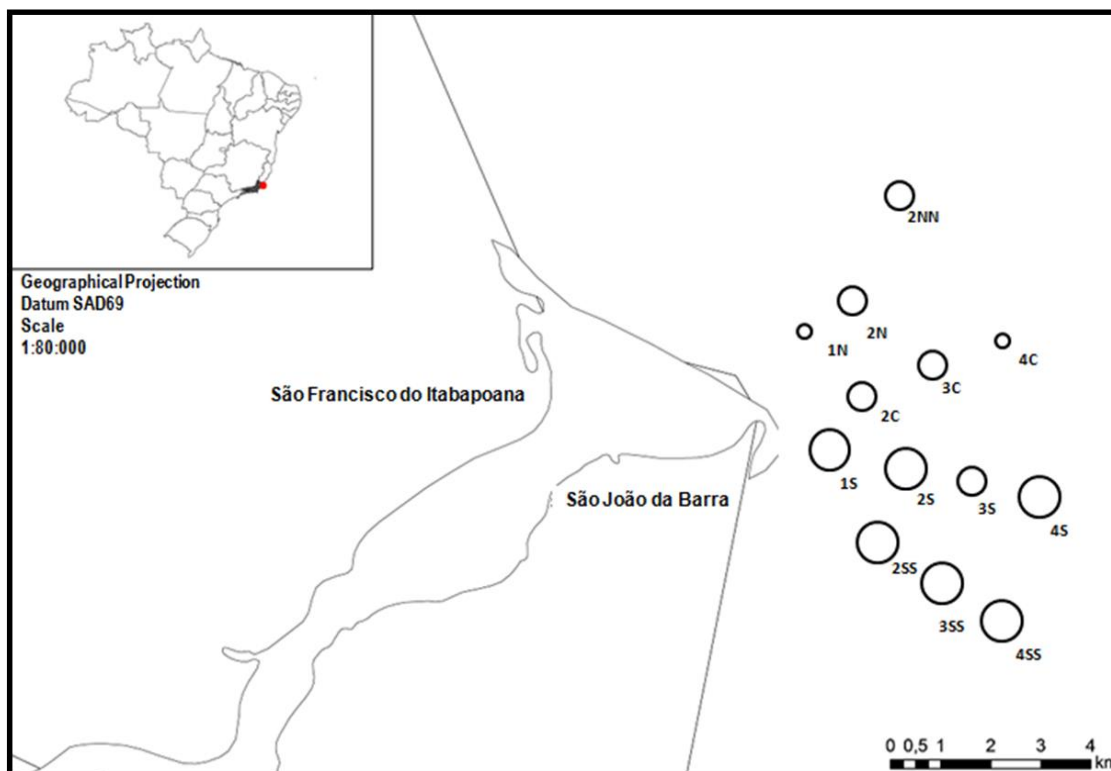 2NN
Geographical Projection
Datum SAD69
Scale
1:80:000
2N
1N
4C
3C
São Francisco do Itabapoana
2C
1S
2S
3S
São João da Barra
4S
2SS
3SS
4SS
0 0,5 1 2 3 4
km